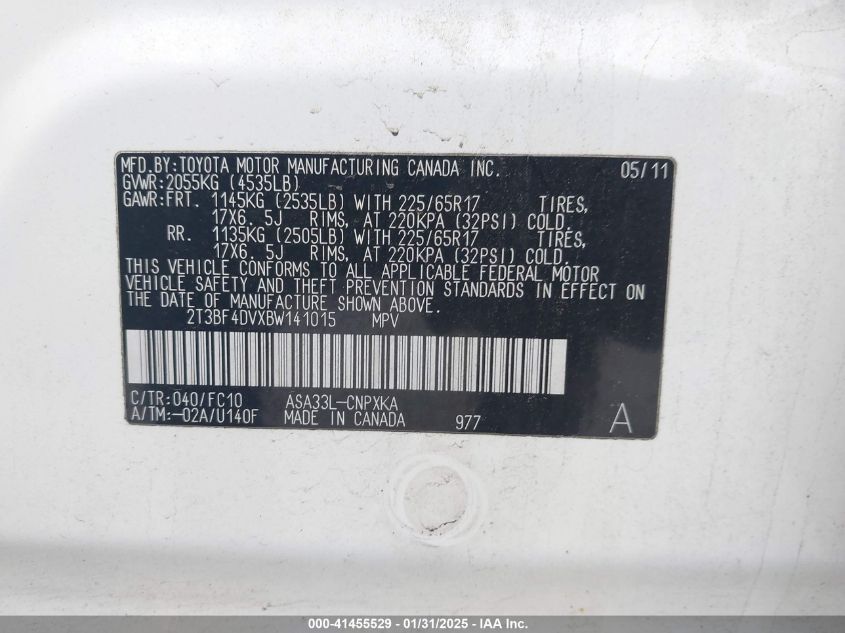 MFD.BY:TOYOTA MOTOR MANUFACTURING CANADA INC. 05/11
GVWR:2055KG (4535LB)
GAWR:FRT. 1145KG (2535LB) WITH 225/65R17 TIRES,
17X6. 5J RIMS, AT 220KPA (32PSI) COLD,
RR. 1135KG (2505LB) WITH 225/65R17 TIRES,
17X6. 5J RIMS, AT 220KPA (32PSI) COLD.
THIS VEHICLE CONFORMS TO ALL APPLICABLE FEDERAL MOTOR
VEHICLE SAFETY AND THEFT PREVENTION STANDARDS IN EFFECT ON
THE DATE OF MANUFACTURE SHOWN ABOVE.
2T3BF4DVXBW141015 MPV
C/TR:040/FC10 ASA33L-CNPXKA
A/TM:-02A/U140F MADE IN CANADA 977 A
000-41455529 - 01/31/2025 - IAA Inc.